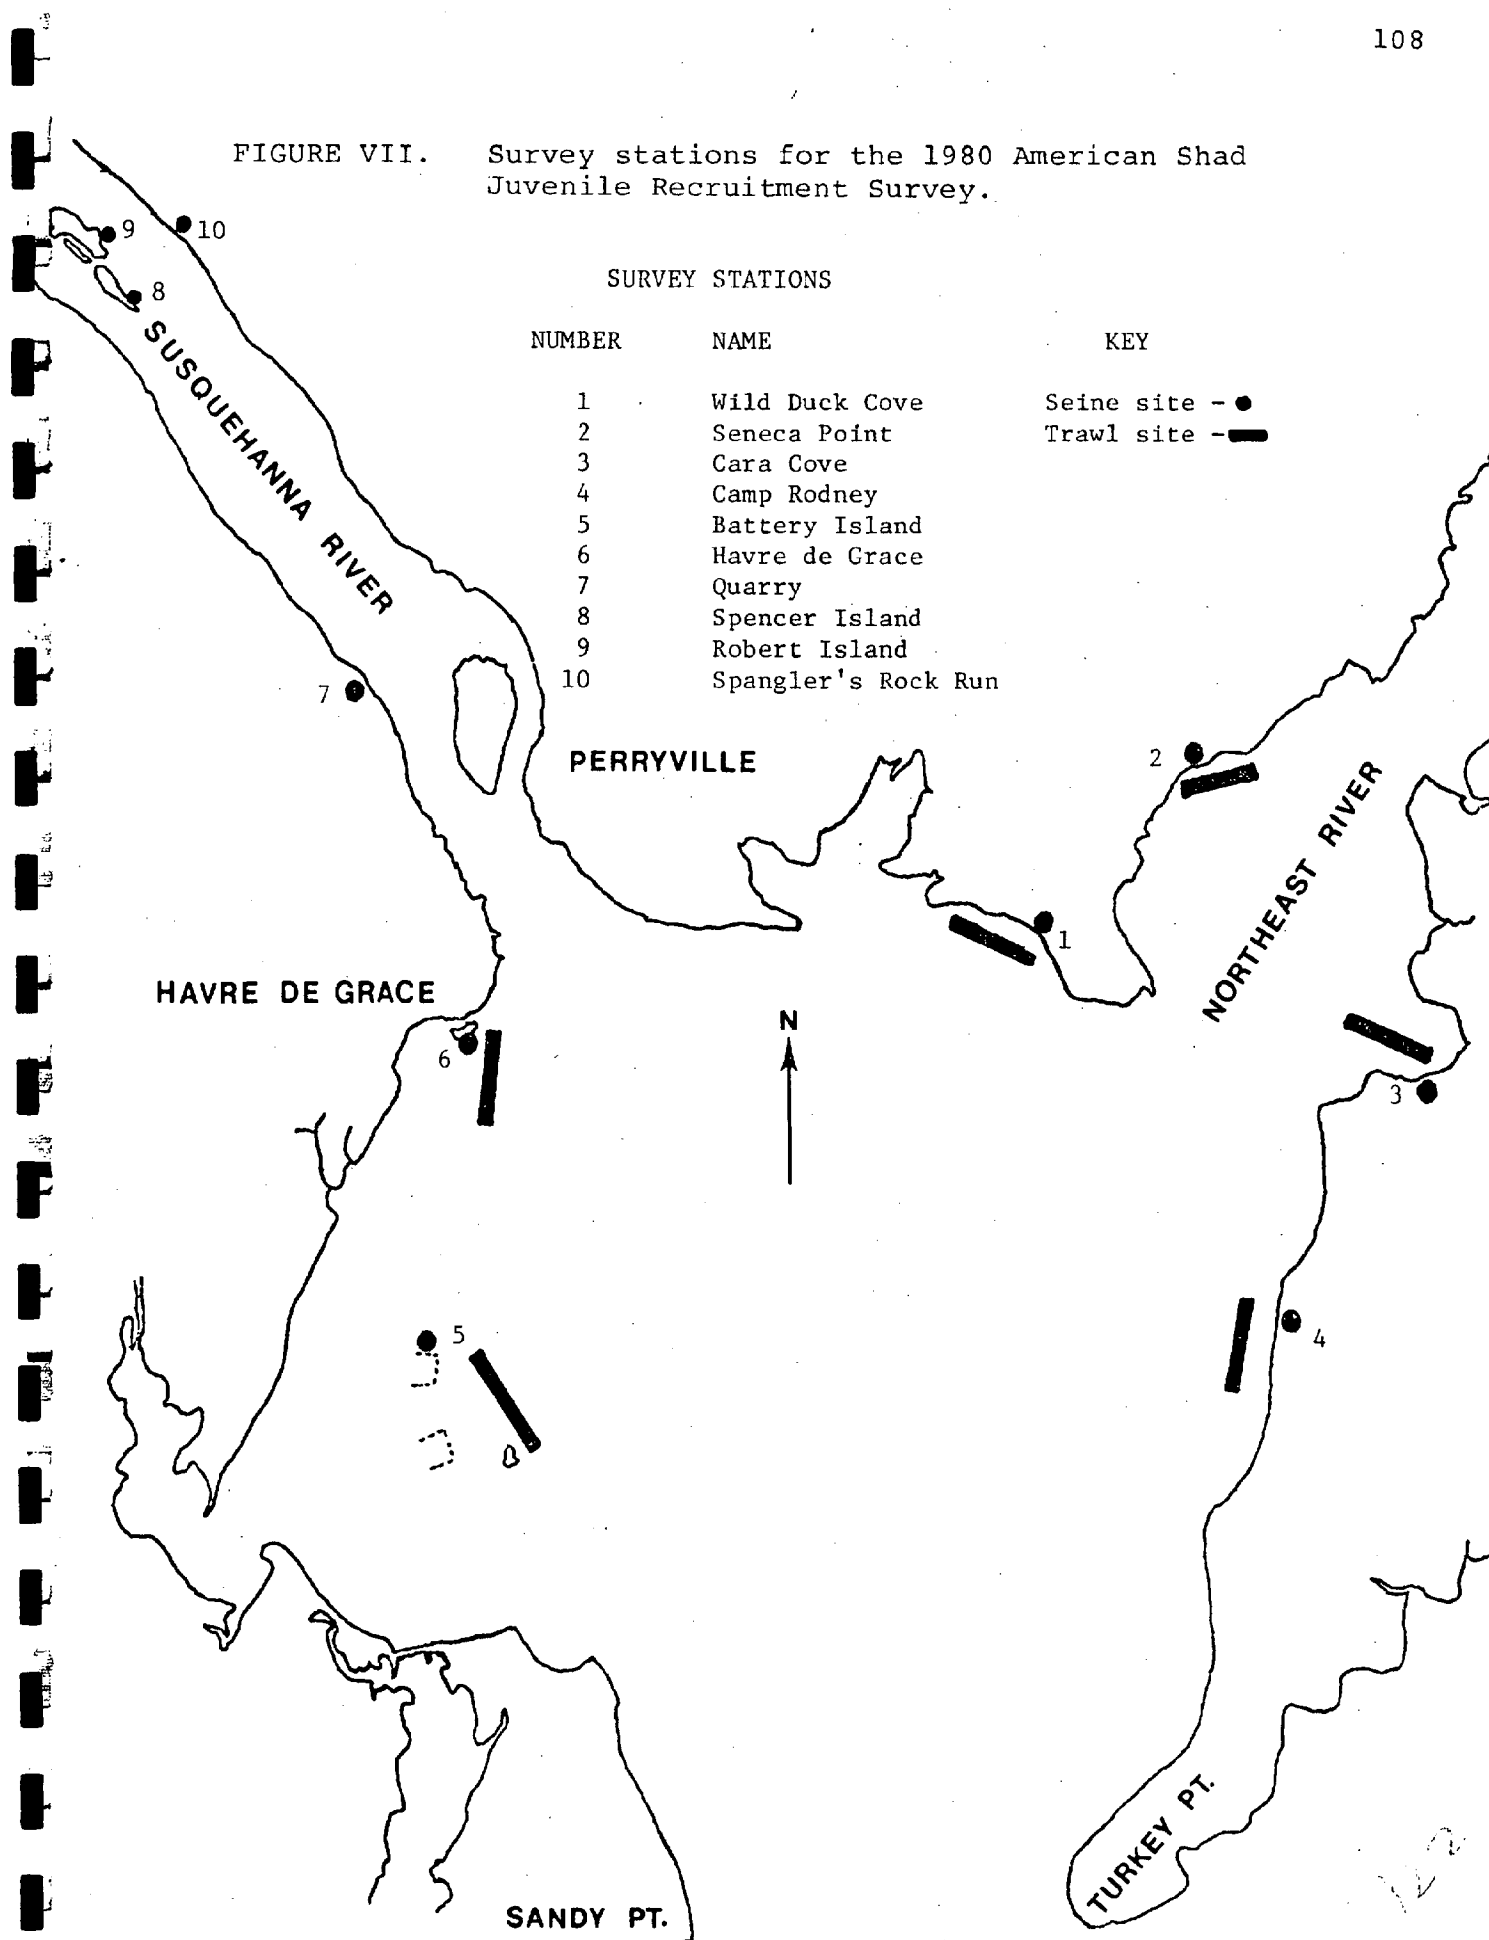 108
FIGURE VII. Survey stations for the 1980 American Shad
Juvenile Recruitment Survey.
SURVEY STATIONS
NUMBER NAME KEY
1 Wild Duck Cove Seine site -
2 Seneca Point Trawl site -
3 Cara Cove
4 Camp Rodney
5 Battery Island
6 Havre de Grace
7 Quarry
8 Spencer Island
9 Robert Island
10 Spangler's Rock Run
9
10
8
SUSQUEHANNA RIVER
7
PERRYVILLE
2
NORTHEAST RIVER
1
HAVRE DE GRACE
N
6
3
5
4
TURKEY PT.
SANDY PT.
122